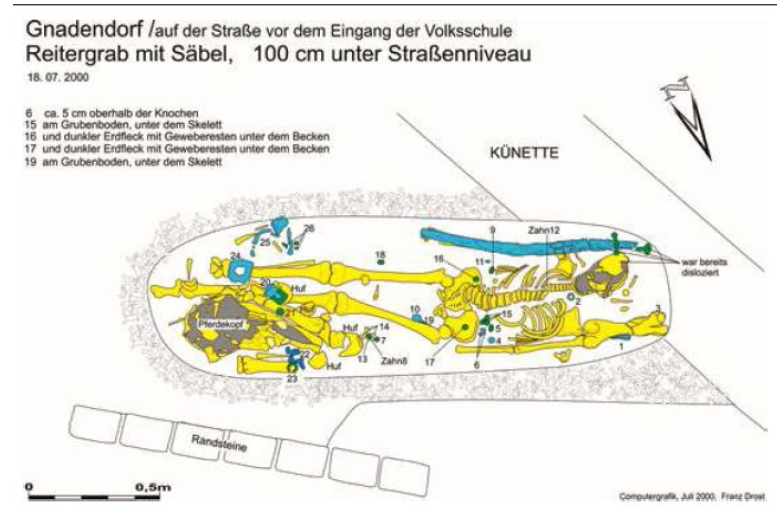 Gnadendorf /auf der Straße vor dem Eingang der Volksschule
Reitergrab mit Säbel, 100 cm unter Straßenniveau
18. 07. 2000
6 ca. 5 cm oberhalb der Knochen
15 am Grubenboden, unter dem Skelett
16 und dunkler Erdfleck mit Geweberesten unter dem Becken
17 und dunkler Erdfleck mit Geweberesten unter dem Becken
19 am Grubenboden, unter dem Skelett
N
KÜNETTE
26
25
9
Zahn12
24
18
16
11
war bereits
disloziert
20
Huf
2
21
10
19
15
3
Pferdekopf
Huf
14
5
7
4
1
22
Huf
13
Zahn8
17
6
23
Randsteine
0
0,5m
Computergrafik, Juli 2000, Franz Drost